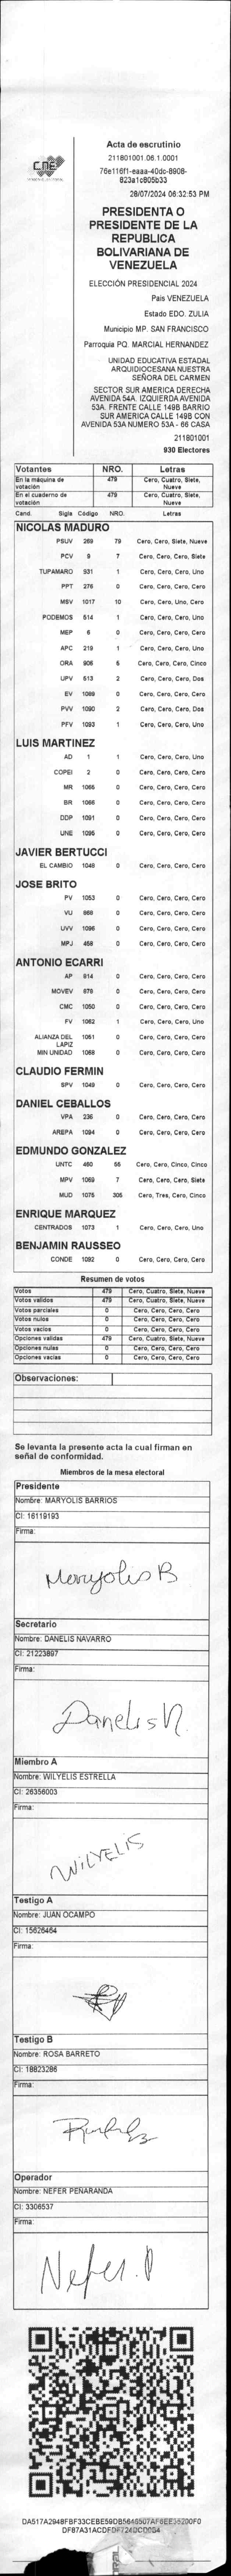 CNE
Acta de escrutinio
211801001.06.1.0001
76e116f1-eaaa-40dc-8908-
823a1c805b33
28/07/2024 06:32:53 PM
PRESIDENTA O
PRESIDENTE DE LA
REPUBLICA
BOLIVARIANA DE
VENEZUELA
ELECCIÓN PRESIDENCIAL 2024
Pais VENEZUELA
Estado EDO. ZULIA
Municipio MP. SAN FRANCISCO
Parroquia PQ. MARCIAL HERNANDEZ
UNIDAD EDUCATIVA ESTADAL
ARQUIDIOCESANA NUESTRA
SEÑORA DEL CARMEN
SECTOR SUR AMERICA DERECHA
AVENIDA 54A. IZQUIERDA AVENIDA
53A. FRENTE CALLE 149B BARRIO
SUR AMERICA CALLE 149B CON
AVENIDA 53A NUMERO 53A - 66 CASA
211801001
930 Electores
Votantes NRO. Letras
En la máquina de votación 479 Cero, Cuatro, Siete, Nueve
En el cuaderno de votación 479 Cero, Cuatro, Siete, Nueve
Cand. Sigla Código NRO. Letras
NICOLAS MADURO
PSUV 269 79 Cero, Cero, Siete, Nueve
PCV 9 7 Cero, Cero, Cero, Siete
TUPAMARO 931 1 Cero, Cero, Cero, Uno
PPT 276 0 Cero, Cero, Cero, Cero
MSV 1017 10 Cero, Cero, Uno, Cero
PODEMOS 514 1 Cero, Cero, Cero, Uno
MEP 6 0 Cero, Cero, Cero, Cero
APC 219 1 Cero, Cero, Cero, Uno
ORA 906 5 Cero, Cero, Cero, Cinco
UPV 513 2 Cero, Cero, Cero, Dos
EV 1089 0 Cero, Cero, Cero, Cero
PVV 1090 2 Cero, Cero, Cero, Dos
PFV 1093 1 Cero, Cero, Cero, Uno
LUIS MARTINEZ
AD 1 1 Cero, Cero, Cero, Uno
COPEI 2 0 Cero, Cero, Cero, Cero
MR 1065 0 Cero, Cero, Cero, Cero
BR 1066 0 Cero, Cero, Cero, Cero
DDP 1091 0 Cero, Cero, Cero, Cero
UNE 1095 0 Cero, Cero, Cero, Cero
JAVIER BERTUCCI
EL CAMBIO 1048 0 Cero, Cero, Cero, Cero
JOSE BRITO
PV 1053 0 Cero, Cero, Cero, Cero
VU 868 0 Cero, Cero, Cero, Cero
UVV 1096 0 Cero, Cero, Cero, Cero
MPJ 458 0 Cero, Cero, Cero, Cero
ANTONIO ECARRI
AP 914 0 Cero, Cero, Cero, Cero
MOVEV 978 0 Cero, Cero, Cero, Cero
CMC 1050 0 Cero, Cero, Cero, Cero
FV 1062 1 Cero, Cero, Cero, Uno
ALIANZA DEL LAPIZ 1061 0 Cero, Cero, Cero, Cero
MIN UNIDAD 1068 0 Cero, Cero, Cero, Cero
CLAUDIO FERMIN
SPV 1049 0 Cero, Cero, Cero, Cero
DANIEL CEBALLOS
VPA 236 0 Cero, Cero, Cero, Cero
AREPA 1094 0 Cero, Cero, Cero, Cero
EDMUNDO GONZALEZ
UNTC 460 55 Cero, Cero, Cinco, Cinco
MPV 1069 7 Cero, Cero, Cero, Siete
MUD 1075 305 Cero, Tres, Cero, Cinco
ENRIQUE MARQUEZ
CENTRADOS 1073 1 Cero, Cero, Cero, Uno
BENJAMIN RAUSSEO
CONDE 1092 0 Cero, Cero, Cero, Cero
Resumen de votos
Votos 479 Cero, Cuatro, Siete, Nueve
Votos validos 479 Cero, Cuatro, Siete, Nueve
Votos parciales 0 Cero, Cero, Cero, Cero
Votos nulos 0 Cero, Cero, Cero, Cero
Votos vacios 0 Cero, Cero, Cero, Cero
Opciones validas 479 Cero, Cuatro, Siete, Nueve
Opciones nulas 0 Cero, Cero, Cero, Cero
Opciones vacias 0 Cero, Cero, Cero, Cero
Observaciones:
Se levanta la presente acta la cual firman en
señal de conformidad.
Miembros de la mesa electoral
Presidente
Nombre: MARYOLIS BARRIOS
CI: 16119193
Firma:
Meryolis B
Secretario
Nombre: DANELIS NAVARRO
CI: 21223897
Firma:
Danelis N.
Miembro A
Nombre: WILYELIS ESTRELLA
CI: 26356003
Firma:
WILYELIS
Testigo A
Nombre: JUAN OCAMPO
CI: 15626464
Firma:
Testigo B
Nombre: ROSA BARRETO
CI: 18823286
Firma:
Operador
Nombre: NEFER PEÑARANDA
CI: 3306537
Firma:
Nefer. P